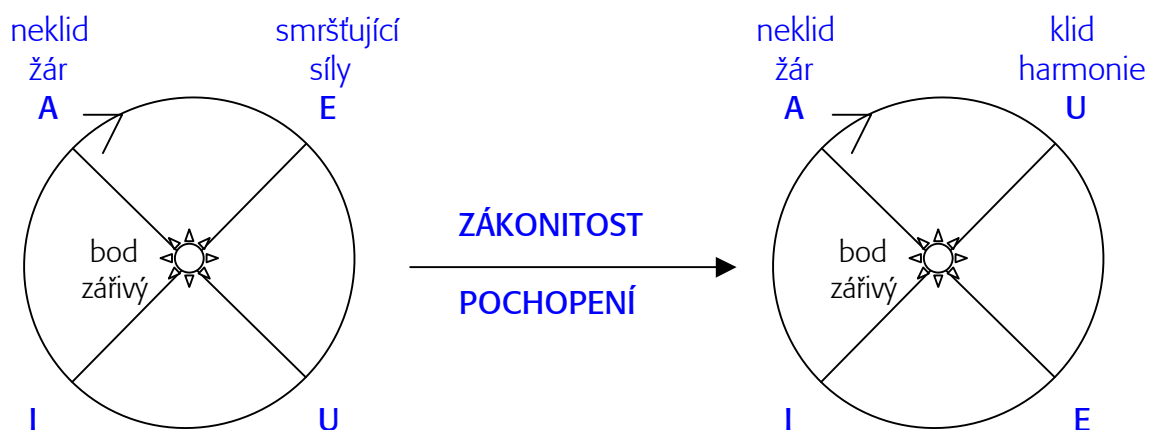 neklid
žár
A
smršťující
síly
E
bod
zářivý
I
U
ZÁKONITOST
POCHOPENÍ
neklid
žár
A
klid
harmonie
U
bod
zářivý
I
E